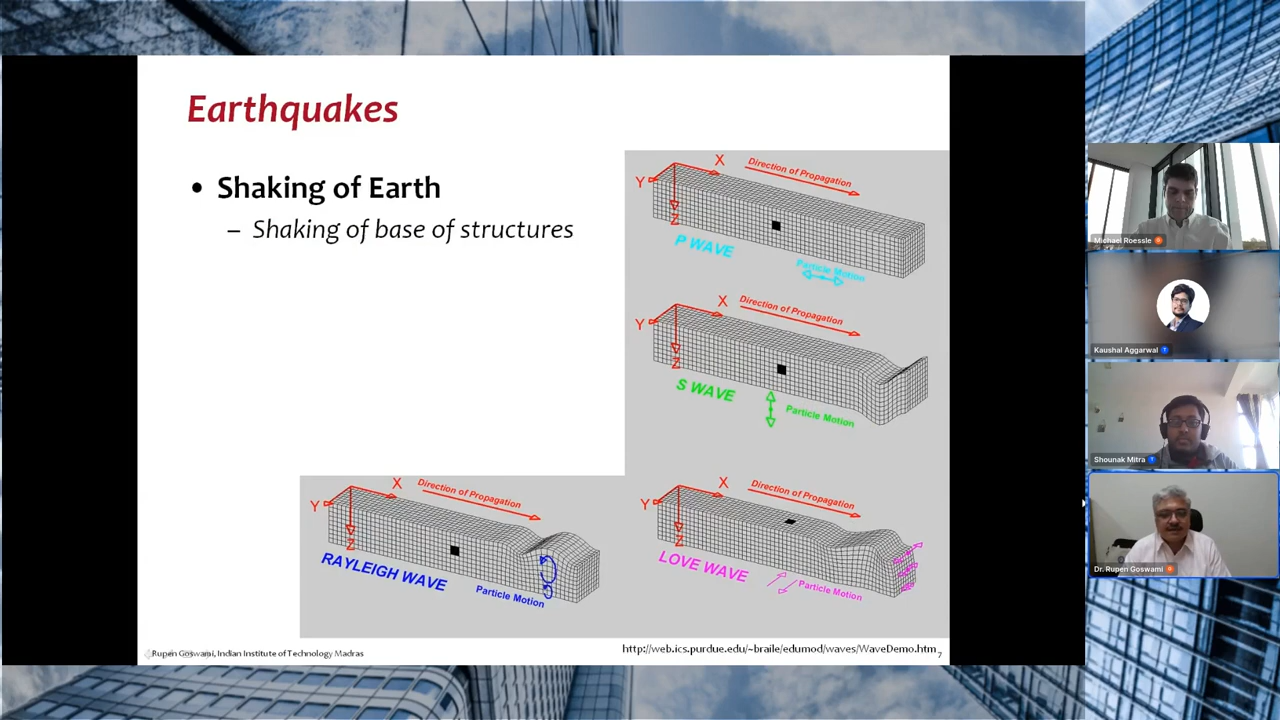 Earthquakes
• Shaking of Earth
– Shaking of base of structures
X
Direction of Propagation
Y
Z
P WAVE
Particle Motion
X
Direction of Propagation
Y
Z
S WAVE
Particle Motion
X
Direction of Propagation
Y
Z
RAYLEIGH WAVE
Particle Motion
X
Direction of Propagation
Y
Z
LOVE WAVE
Particle Motion
Rupen Goswami, Indian Institute of Technology Madras
http://web.ics.purdue.edu/~braile/edumod/waves/WaveDemo.htm
7
Michael Roessle
Kaushal Aggarwal
Shounak Mitra
Dr. Rupen Goswami